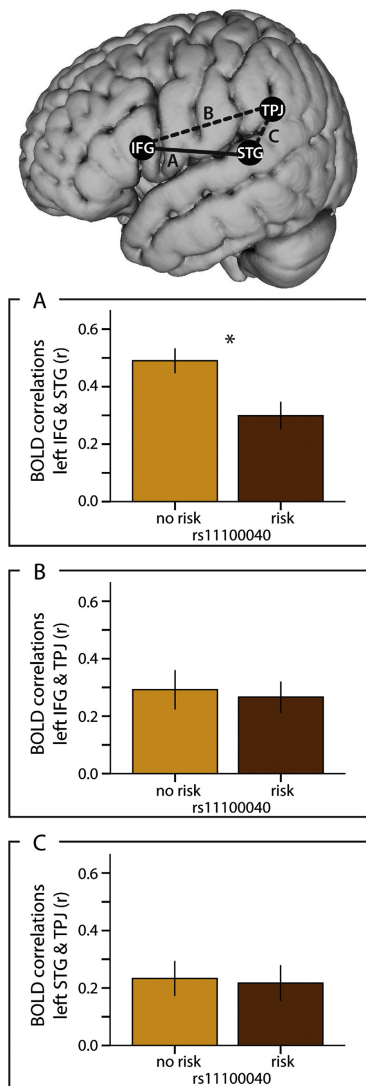 B
TPJ
IFG
A
STG
C
A
BOLD correlations
left IFG & STG (r)
0.6
0.4
0.2
0.0
*
no risk
risk
rs11100040
B
BOLD correlations
left IFG & TPJ (r)
0.6
0.4
0.2
0.0
no risk
risk
rs11100040
C
BOLD correlations
left STG & TPJ (r)
0.6
0.4
0.2
0.0
no risk
risk
rs11100040